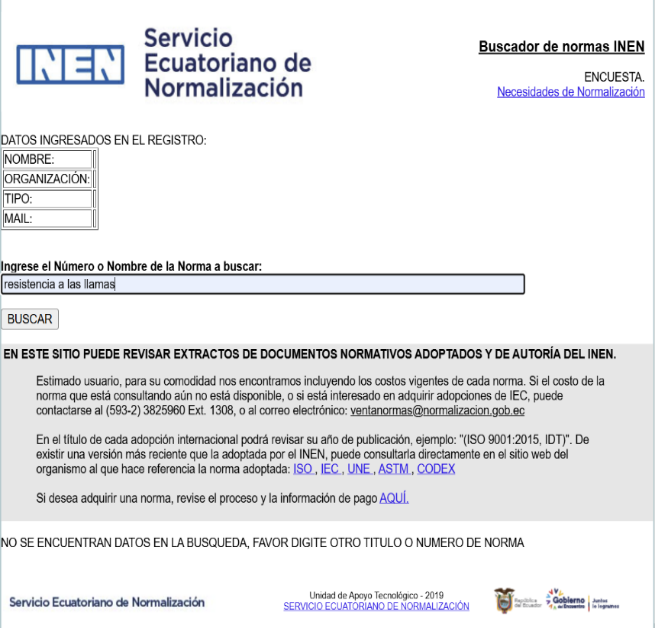 INEN
Servicio
Ecuatoriano de
Normalización
Buscador de normas INEN
ENCUESTA.
Necesidades de Normalización
DATOS INGRESADOS EN EL REGISTRO:
NOMBRE:
ORGANIZACIÓN:
TIPO:
MAIL:
Ingrese el Número o Nombre de la Norma a buscar:
resistencia a las llamas
BUSCAR
EN ESTE SITIO PUEDE REVISAR EXTRACTOS DE DOCUMENTOS NORMATIVOS ADOPTADOS Y DE AUTORÍA DEL INEN.
Estimado usuario, para su comodidad nos encontramos incluyendo los costos vigentes de cada norma. Si el costo de la
norma que está consultando aún no está disponible, o si está interesado en adquirir adopciones de IEC, puede
contactarse al (593-2) 3825960 Ext. 1308, o al correo electrónico: ventanormas@normalizacion.gob.ec
En el título de cada adopción internacional podrá revisar su año de publicación, ejemplo: "(ISO 9001:2015, IDT)". De
existir una versión más reciente que la adoptada por el INEN, puede consultarla directamente en el sitio web del
organismo al que hace referencia la norma adoptada: ISO , IEC , UNE , ASTM , CODEX
Si desea adquirir una norma, revise el proceso y la información de pago AQUÍ.
NO SE ENCUENTRAN DATOS EN LA BUSQUEDA, FAVOR DIGITE OTRO TITULO O NUMERO DE NORMA
Servicio Ecuatoriano de Normalización
Unidad de Apoyo Tecnológico - 2019
SERVICIO ECUATORIANO DE NORMALIZACIÓN
República
del Ecuador
Gobierno
del Encuentro
Juntos
lo logramos